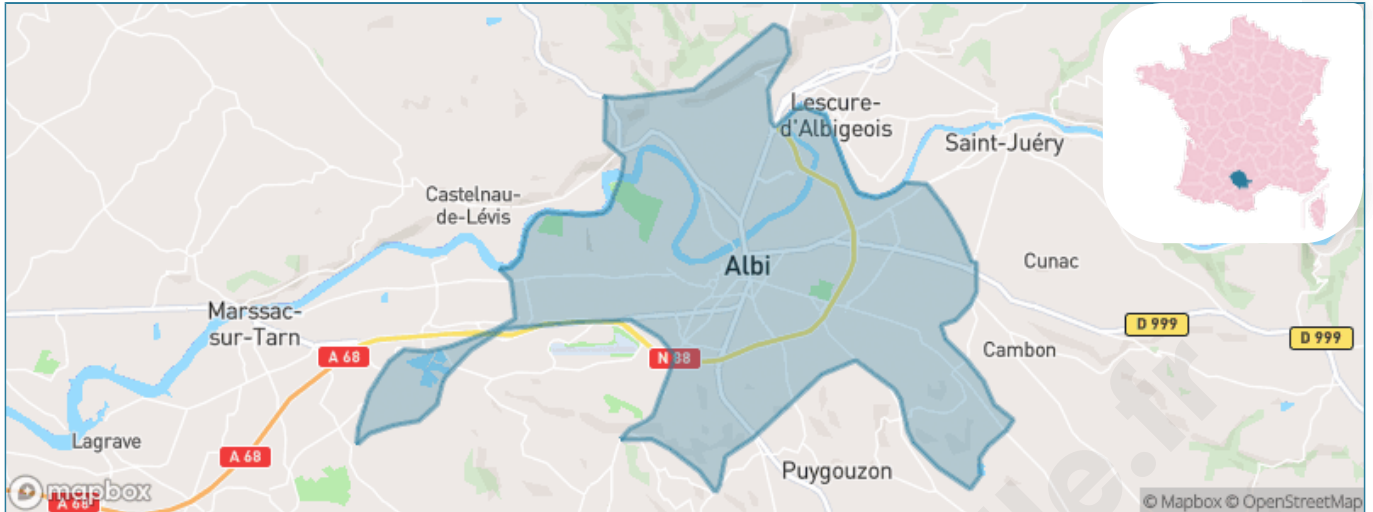 Lescure-
d'Albigeois
Saint-Juéry
Castelnau-
de-Lévis
Albi
Cunac
Marssac-
sur-Tarn
D 999
D 999
A 68
N 88
Cambon
Lagrave
A 68
Puygouzon
mapbox
A 68
© Mapbox © OpenStreetMap